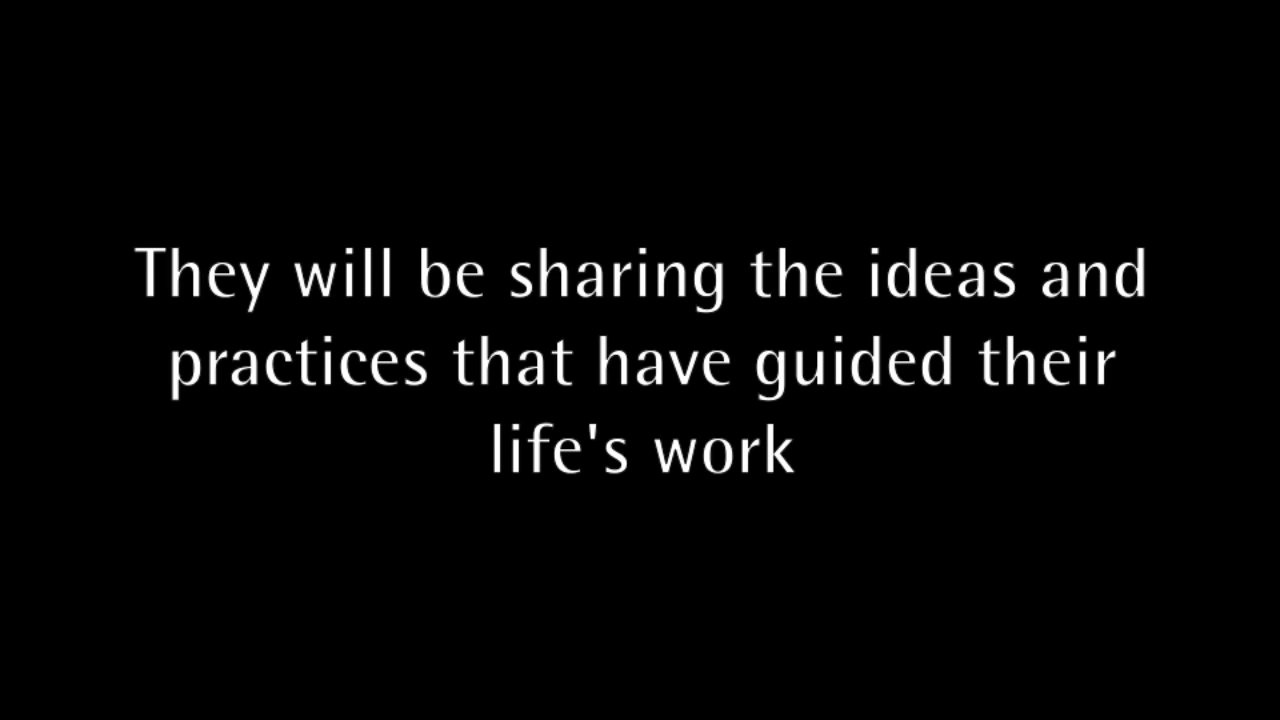 They will be sharing the ideas and
practices that have guided their
life's work